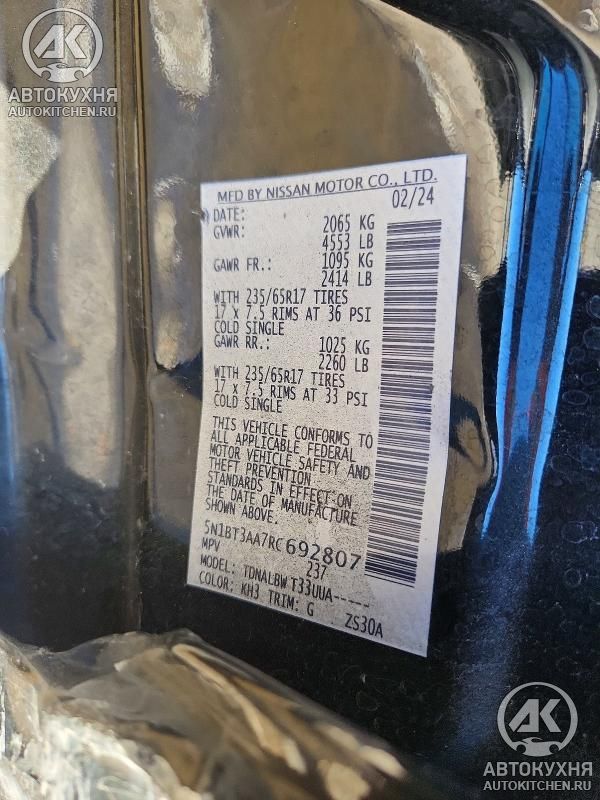 АК
АВТОКУХНЯ
AUTOKITCHEN.RU
MFD BY NISSAN MOTOR CO., LTD.
DATE: 02/24
GVWR: 2065 KG
4553 LB
GAWR FR.: 1095 KG
2414 LB
WITH 235/65R17 TIRES
17 x 7.5 RIMS AT 36 PSI
COLD SINGLE
GAWR RR.: 1025 KG
2260 LB
WITH 235/65R17 TIRES
17 x 7.5 RIMS AT 33 PSI
COLD SINGLE
THIS VEHICLE CONFORMS TO
ALL APPLICABLE FEDERAL
MOTOR VEHICLE SAFETY AND
THEFT PREVENTION
STANDARDS IN EFFECT ON
THE DATE OF MANUFACTURE
SHOWN ABOVE.
5N1BT3AA7RC692807
MPV 237
MODEL: TDNALBW T33UUA-----
COLOR: KH3 TRIM: G ZS30A
АК
АВТОКУХНЯ
AUTOKITCHEN.RU